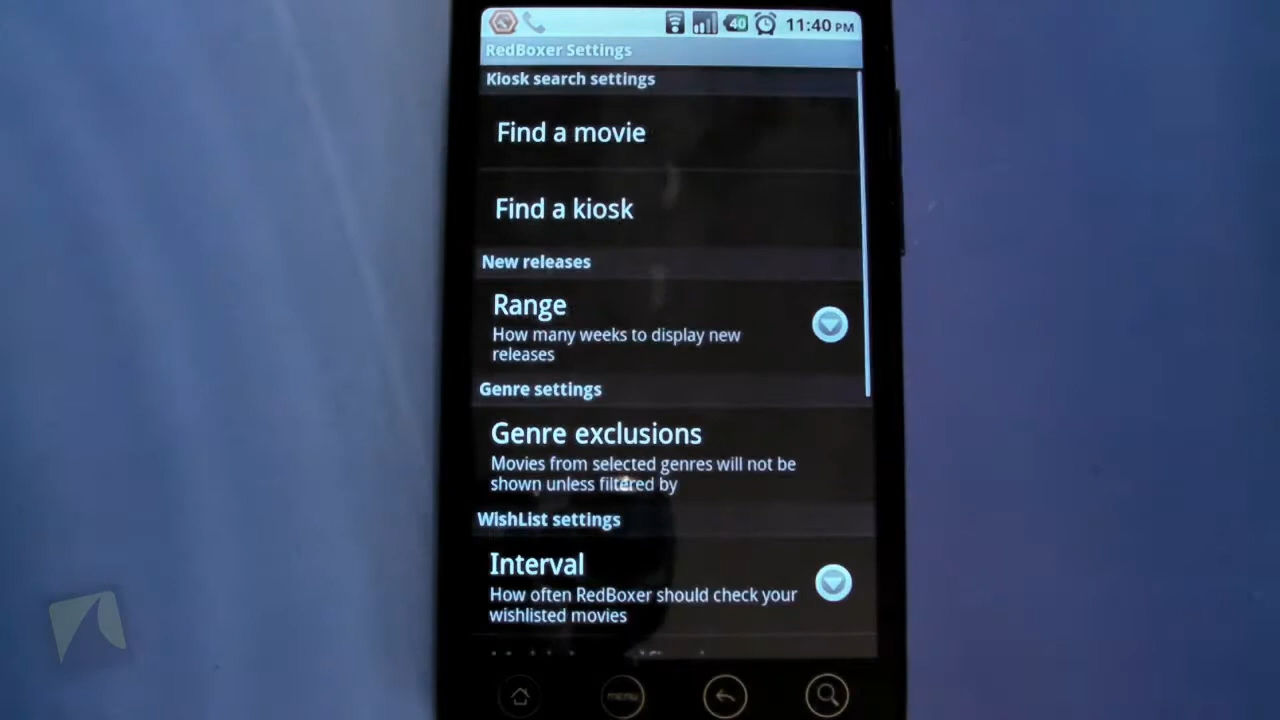 40 11:40 PM
RedBoxer Settings
Kiosk search settings
Find a movie
Find a kiosk
New releases
Range
How many weeks to display new
releases
Genre settings
Genre exclusions
Movies from selected genres will not be
shown unless filtered by
WishList settings
Interval
How often RedBoxer should check your
wishlisted movies
menu